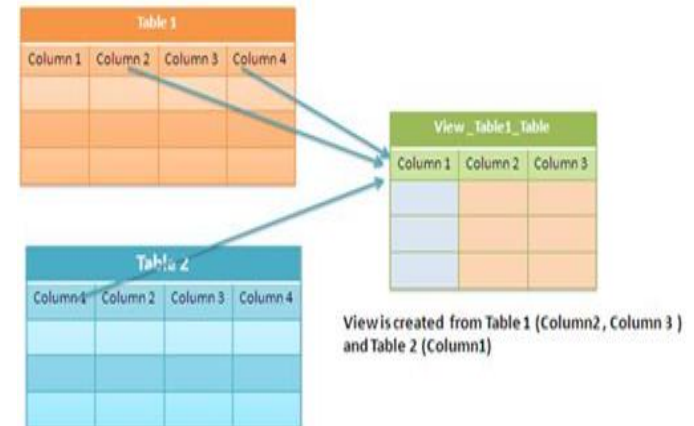 Table 1
Column 1 Column 2 Column 3 Column 4
View_Table1_Table
Column 1 Column 2 Column 3
Table 2
Column1 Column 2 Column 3 Column 4
View is created from Table 1 (Column2, Column 3 )
and Table 2 (Column1)